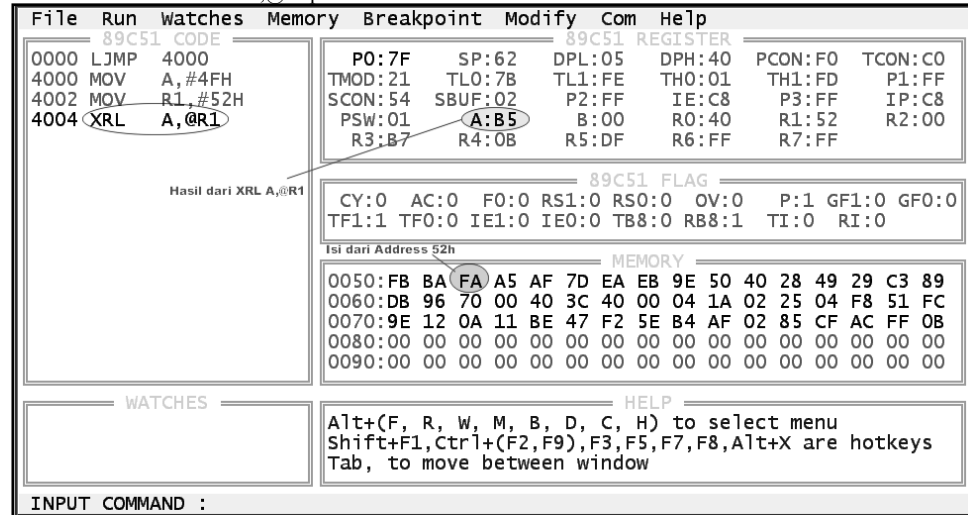 File Run Watches Memory Breakpoint Modify Com Help
89C51 CODE
0000 LJMP 4000
4000 MOV A,#4FH
4002 MOV R1,#52H
4004 XRL A,@R1
Hasil dari XRL A,@R1
89C51 REGISTER
P0:7F SP:62 DPL:05 DPH:40 PCON:F0 TCON:C0
TMOD:21 TL0:7B TL1:FE TH0:01 TH1:FD P1:FF
SCON:54 SBUF:02 P2:FF IE:C8 P3:FF IP:C8
PSW:01 A:B5 B:00 R0:40 R1:52 R2:00
R3:B7 R4:0B R5:DF R6:FF R7:FF
89C51 FLAG
CY:0 AC:0 F0:0 RS1:0 RS0:0 OV:0 P:1 GF1:0 GF0:0
TF1:1 TF0:0 IE1:0 IE0:0 TB8:0 RB8:1 TI:0 RI:0
Isi dari Address 52h
MEMORY
0050:FB BA FA A5 AF 7D EA EB 9E 50 40 28 49 29 C3 89
0060:DB 96 70 00 40 3C 40 00 04 1A 02 25 04 F8 51 FC
0070:9E 12 0A 11 BE 47 F2 5E B4 AF 02 85 CF AC FF 0B
0080:00 00 00 00 00 00 00 00 00 00 00 00 00 00 00 00
0090:00 00 00 00 00 00 00 00 00 00 00 00 00 00 00 00
WATCHES
HELP
Alt+(F, R, W, M, B, D, C, H) to select menu
Shift+F1,Ctrl+(F2,F9),F3,F5,F7,F8,Alt+X are hotkeys
Tab, to move between window
INPUT COMMAND :